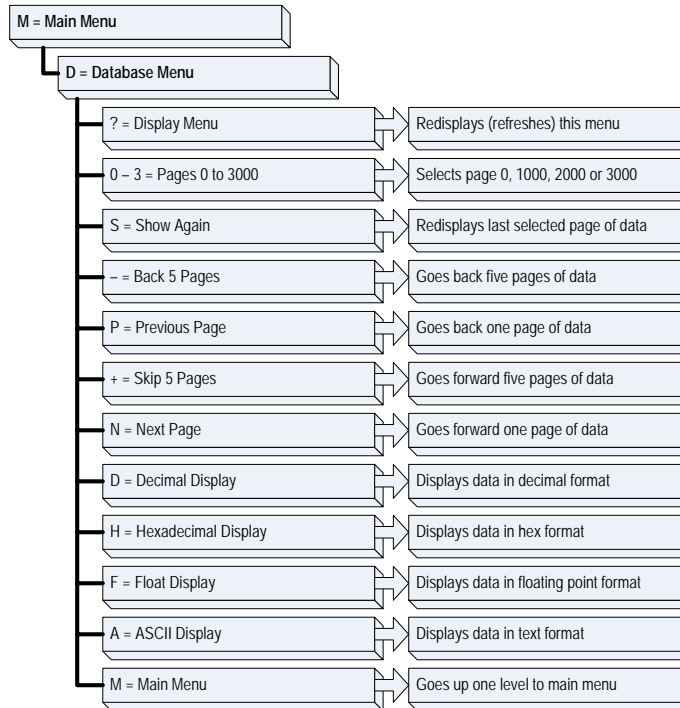 M = Main Menu
D = Database Menu
? = Display Menu
Redisplays (refreshes) this menu
0 – 3 = Pages 0 to 3000
Selects page 0, 1000, 2000 or 3000
S = Show Again
Redisplays last selected page of data
– = Back 5 Pages
Goes back five pages of data
P = Previous Page
Goes back one page of data
+ = Skip 5 Pages
Goes forward five pages of data
N = Next Page
Goes forward one page of data
D = Decimal Display
Displays data in decimal format
H = Hexadecimal Display
Displays data in hex format
F = Float Display
Displays data in floating point format
A = ASCII Display
Displays data in text format
M = Main Menu
Goes up one level to main menu